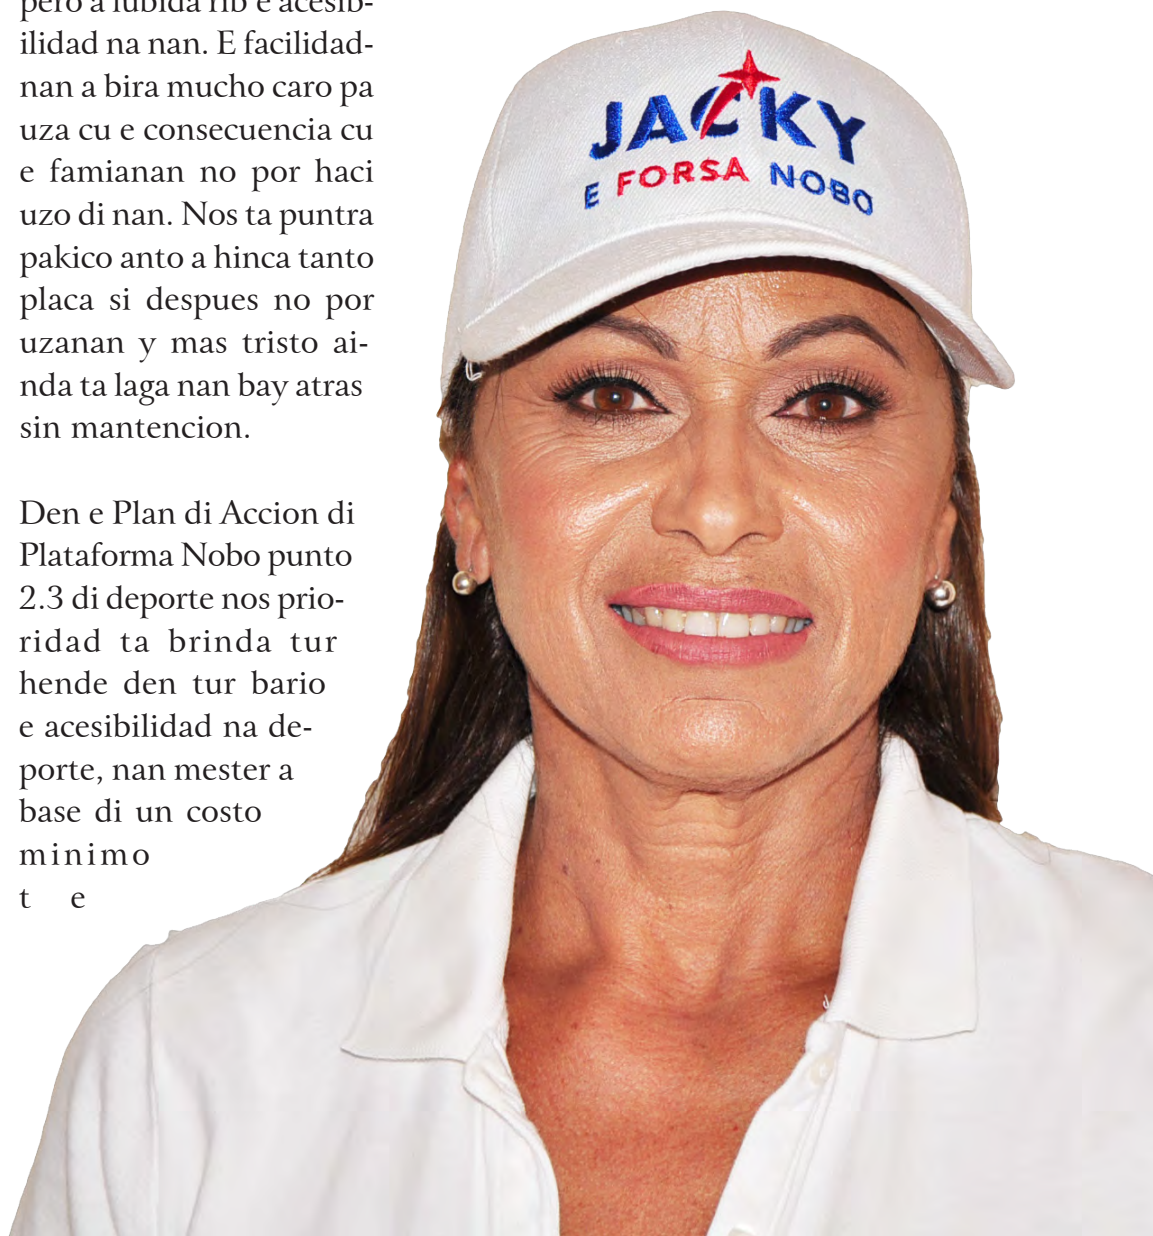 pero a lubida rib'e acesib-
ilidad na nan. E facilidad-
nan a bira mucho caro pa
uza cu e consecuencia cu
e famianan no por haci
uzo di nan. Nos ta puntra
pakico anto a hinca tanto
placa si despues no por
uzanan y mas tristo ai-
nda ta laga nan bay atras
sin mantencion.
Den e Plan di Accion di
Plataforma Nobo punto
2.3 di deporte nos prio-
ridad ta brinda tur
hende den tur bario
e acesibilidad na de-
porte, nan mester a
base di un costo
minimo
t e
JACKY
E FORSA NOBO